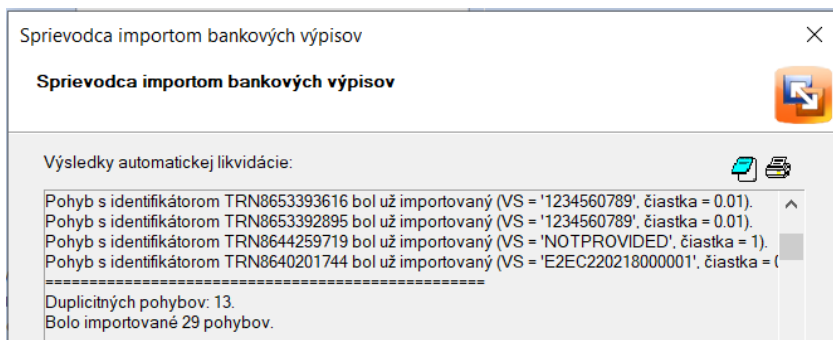 Sprievodca importom bankových výpisov
Sprievodca importom bankových výpisov
Výsledky automatickej likvidácie:
Pohyb s identifikátorom TRN8653393616 bol už importovaný (VS = '1234560789', čiastka = 0.01).
Pohyb s identifikátorom TRN8653392895 bol už importovaný (VS = '1234560789', čiastka = 0.01).
Pohyb s identifikátorom TRN8644259719 bol už importovaný (VS = 'NOTPROVIDED', čiastka = 1).
Pohyb s identifikátorom TRN8640201744 bol už importovaný (VS = 'E2EC220218000001', čiastka =
==================================================
Duplicitných pohybov: 13.
Bolo importované 29 pohybov.